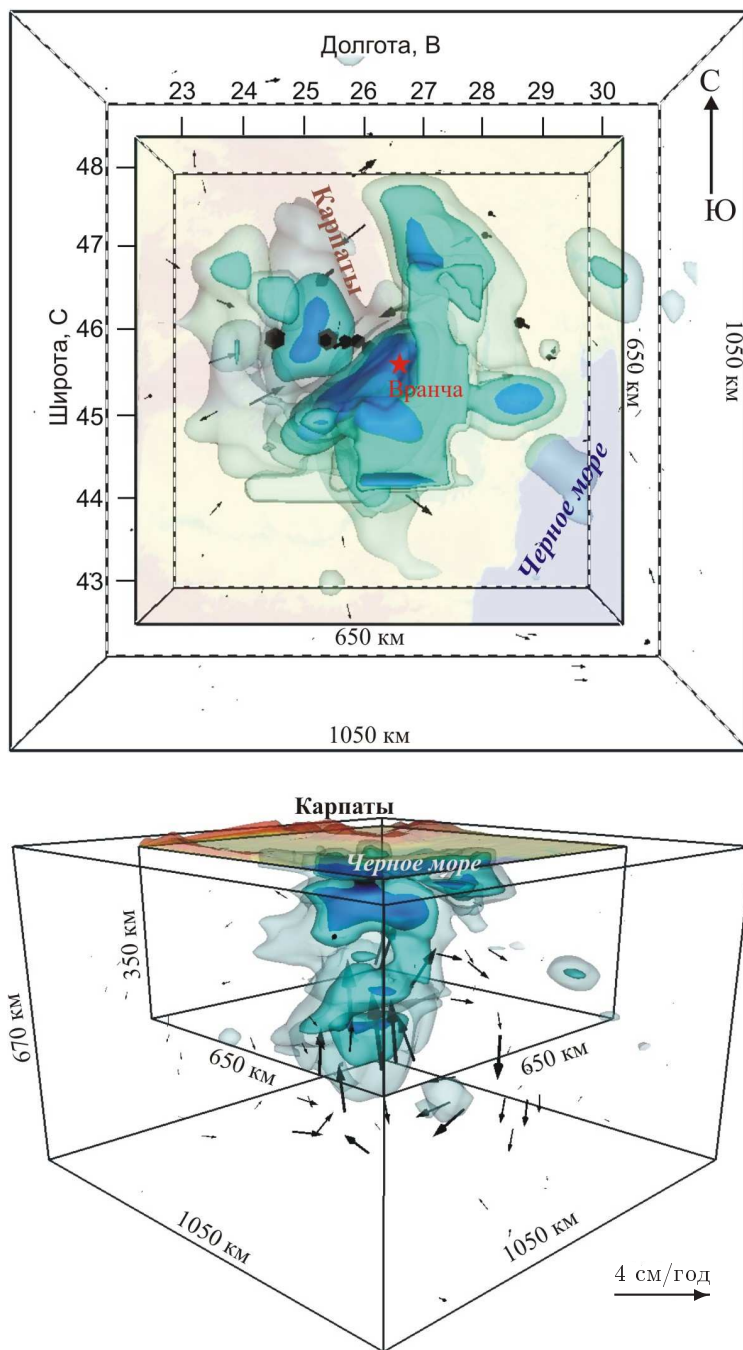 Долгота, В
23 24 25 26 27 28 29 30
С
Ю
48
47
46
45
44
43
Широта, С
Карпаты
Вранча
Черное море
650 км
1050 км
650 км
1050 км
Карпаты
Черное море
350 км
670 км
650 км
650 км
1050 км
1050 км
4 см/год